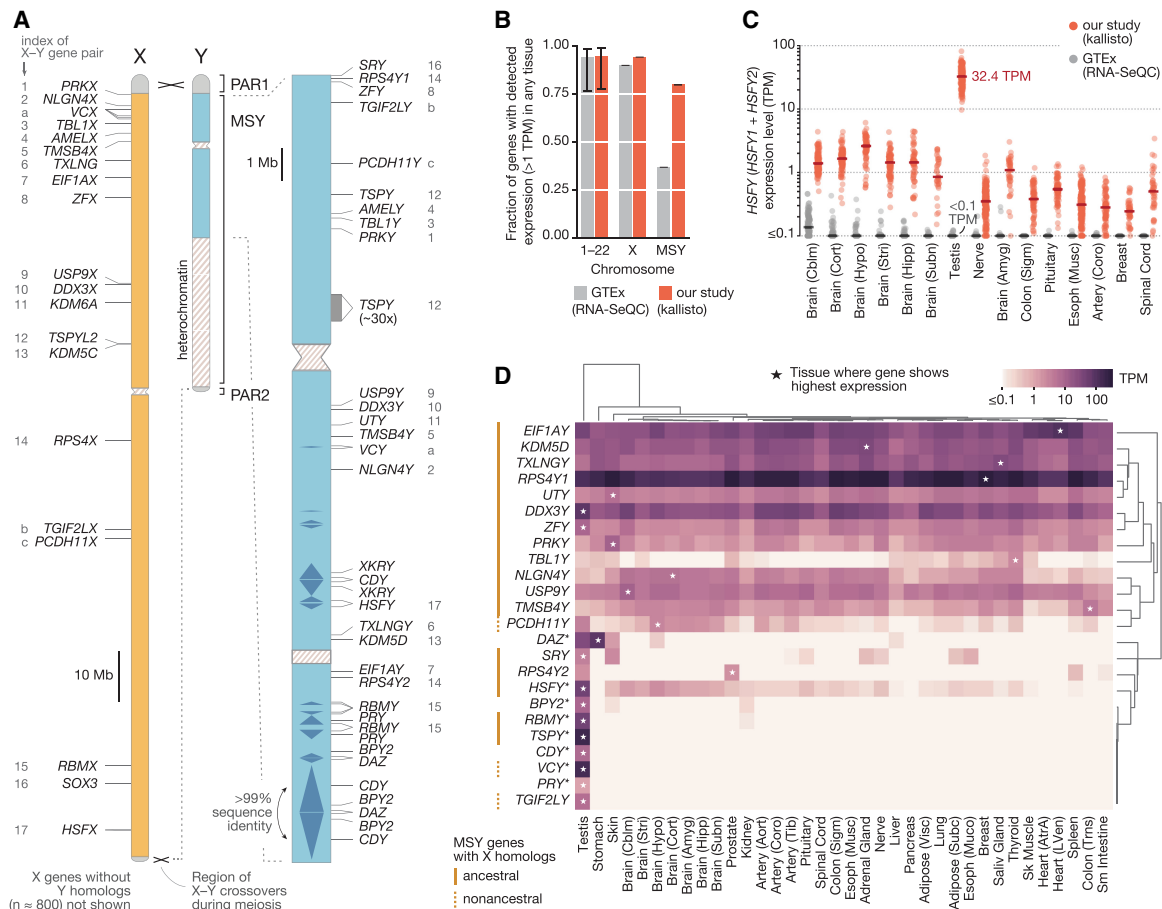 A
index of
X–Y gene pair
X
Y
1 PRKX
2 NLGN4X
a VCX
3 TBL1X
4 AMELX
5 TMSB4X
6 TXLNG
7 EIF1AX
8 ZFX
9 USP9X
10 DDX3X
11 KDM6A
12 TSPYL2
13 KDM5C
14 RPS4X
b TGIF2LX
c PCDH11X
10 Mb
15 RBMX
16 SOX3
17 HSFX
X genes without
Y homologs
(n ≈ 800) not shown
Region of
X–Y crossovers
during meiosis
PAR1
MSY
heterochromatin
PAR2
1 Mb
>99%
sequence
identity
SRY 16
RPS4Y1 14
ZFY 8
TGIF2LY b
PCDH11Y c
TSPY 12
AMELY 4
TBL1Y 3
PRKY 1
TSPY 12
(~30x)
USP9Y 9
DDX3Y 10
UTY 11
TMSB4Y 5
VCY a
NLGN4Y 2
XKRY
CDY
XKRY
HSFY 17
TXLNGY 6
KDM5D 13
EIF1AY 7
RPS4Y2 14
RBMY 15
PRY
RBMY 15
PRY
BPY2
DAZ
CDY
BPY2
DAZ
BPY2
CDY
B
Fraction of genes with detected
expression (>1 TPM) in any tissue
1.00
0.75
0.50
0.25
0.00
1–22 X MSY
Chromosome
GTEx
(RNA-SeQC)
our study
(kallisto)
C
HSFY (HSFY1 + HSFY2)
expression level (TPM)
100
10
1
≤0.1
32.4 TPM
<0.1
TPM
our study
(kallisto)
GTEx
(RNA-SeQC)
Brain (Cblm)
Brain (Cort)
Brain (Hypo)
Brain (Stri)
Brain (Hipp)
Brain (Subn)
Testis
Nerve
Brain (Amyg)
Colon (Sigm)
Pituitary
Esoph (Musc)
Artery (Coro)
Breast
Spinal Cord
D
★ Tissue where gene shows
highest expression
TPM
≤0.1 1 10 100
EIF1AY
KDM5D
TXLNGY
RPS4Y1
UTY
DDX3Y
ZFY
PRKY
TBL1Y
NLGN4Y
USP9Y
TMSB4Y
PCDH11Y
DAZ*
SRY
RPS4Y2
HSFY*
BPY2*
RBMY*
TSPY*
CDY*
VCY*
PRY*
TGIF2LY
MSY genes
with X homologs
ancestral
nonancestral
Testis
Stomach
Skin
Brain (Cblm)
Brain (Stri)
Brain (Hypo)
Brain (Cort)
Brain (Amyg)
Brain (Hipp)
Brain (Subn)
Prostate
Kidney
Artery (Aort)
Artery (Coro)
Artery (Tib)
Pituitary
Spinal Cord
Colon (Sigm)
Esoph (Musc)
Adrenal Gland
Nerve
Liver
Pancreas
Adipose (Visc)
Lung
Adipose (Subc)
Esoph (Muco)
Breast
Saliv Gland
Thyroid
Sk Muscle
Heart (AtrA)
Heart (LVen)
Spleen
Colon (Trns)
Sm Intestine